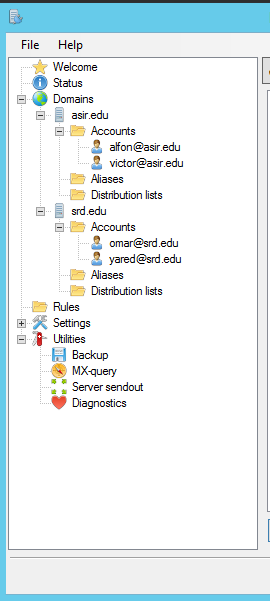 File Help
Welcome
Status
Domains
asir.edu
Accounts
alfon@asir.edu
victor@asir.edu
Aliases
Distribution lists
srd.edu
Accounts
omar@srd.edu
yared@srd.edu
Aliases
Distribution lists
Rules
Settings
Utilities
Backup
MX-query
Server sendout
Diagnostics